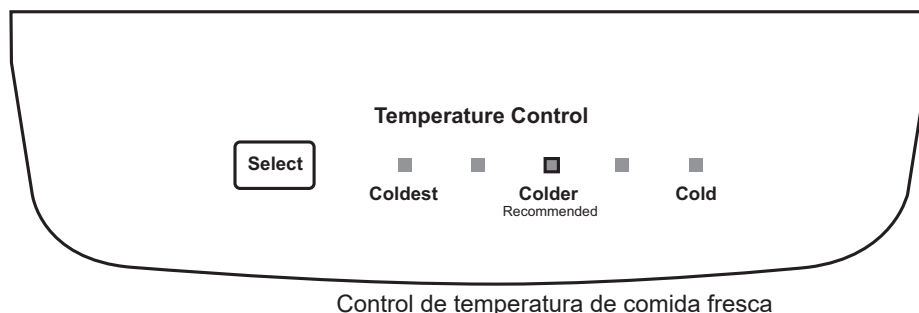 Temperature Control
Select
Coldest Colder Cold
Recommended
Control de temperatura de comida fresca